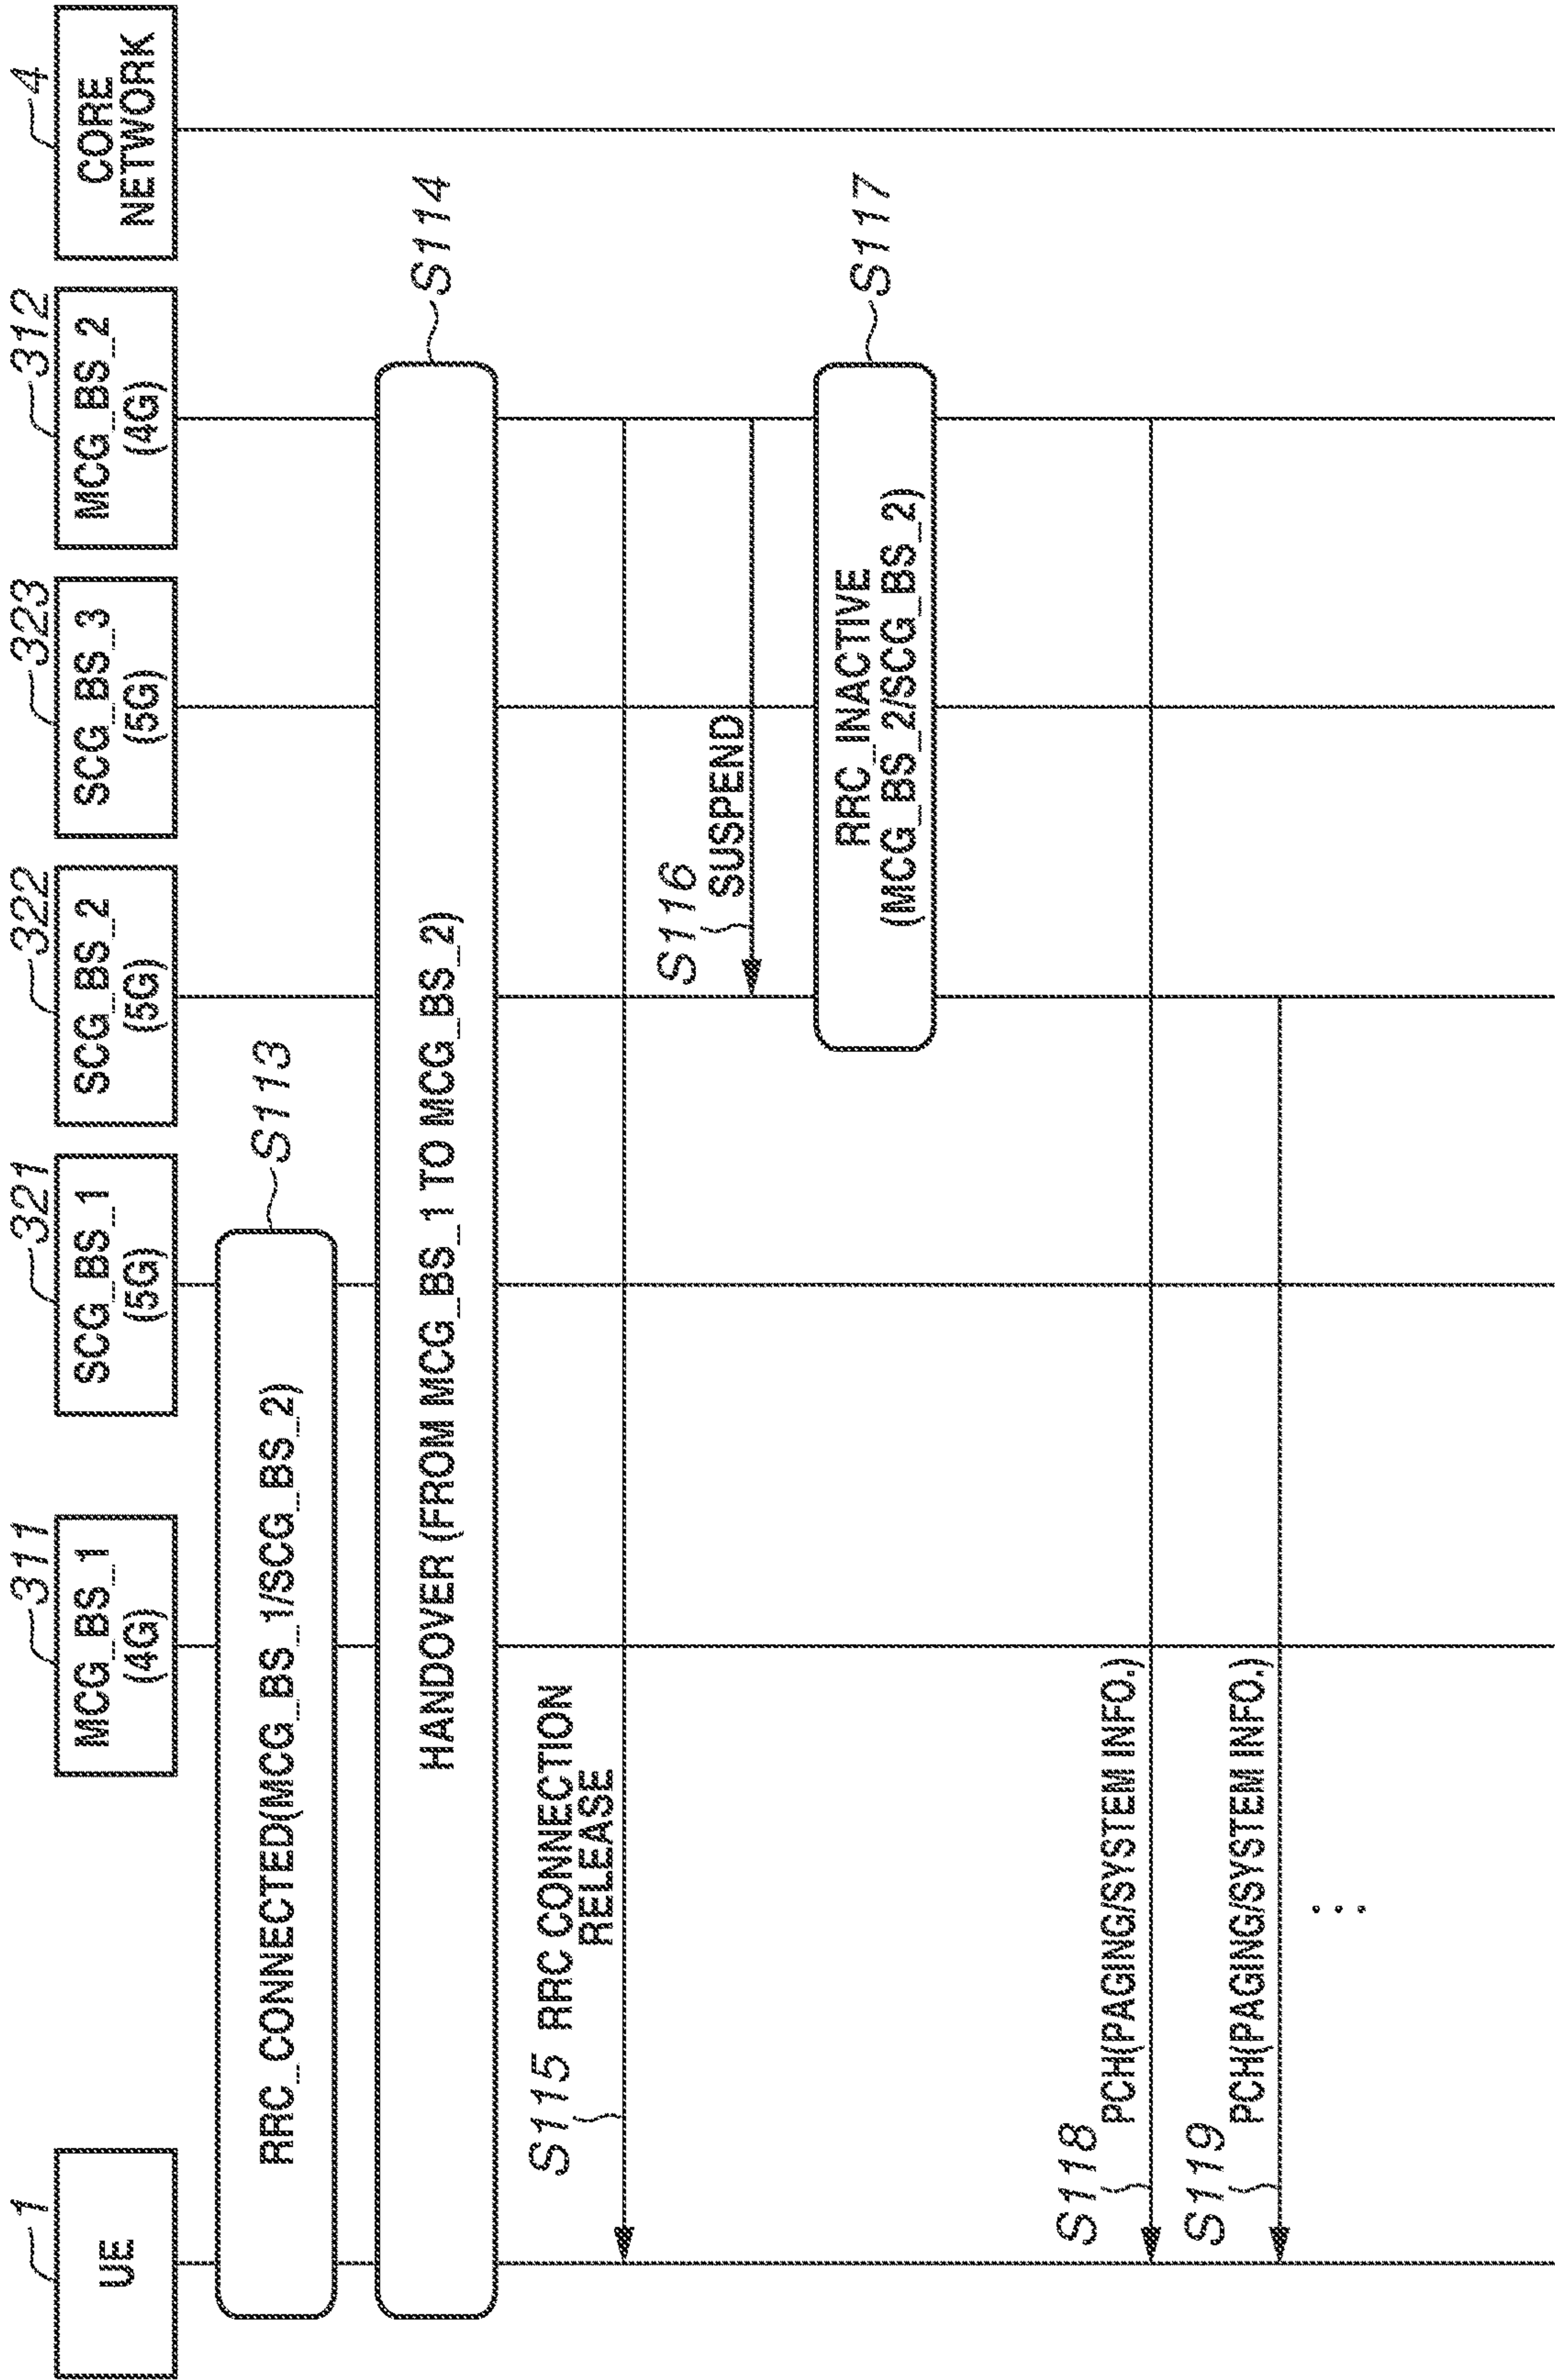 1
UE
311
MCG_BS_1
(4G)
321
SCG_BS_1
(5G)
322
SCG_BS_2
(5G)
323
SCG_BS_3
(5G)
312
MCG_BS_2
(4G)
4
CORE
NETWORK
S113
RRC_CONNECTED(MCG_BS_1/SCG_BS_2)
S114
HANDOVER (FROM MCG_BS_1 TO MCG_BS_2)
S115 RRC CONNECTION
RELEASE
S116
SUSPEND
S117
RRC_INACTIVE
(MCG_BS_2/SCG_BS_2)
S118
PCH(PAGING/SYSTEM INFO.)
S119
PCH(PAGING/SYSTEM INFO.)
...